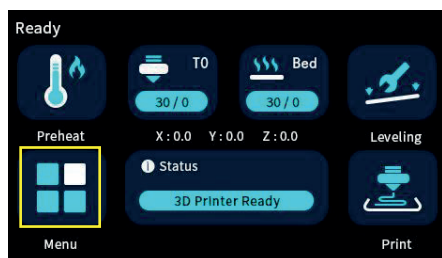 Ready
T0
Bed
30 / 0
30 / 0
Preheat
X : 0.0 Y : 0.0 Z : 0.0
Leveling
Status
3D Printer Ready
Menu
Print